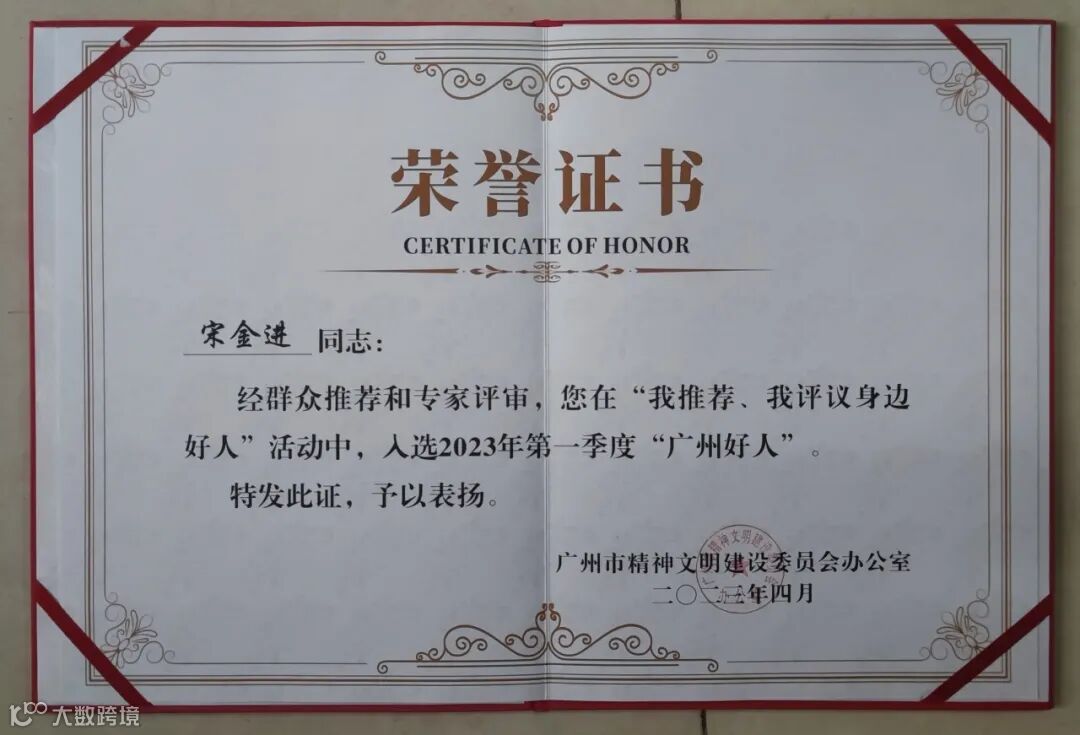 荣誉证书
CERTIFICATE OF HONOR
宋金进 同志：
经群众推荐和专家评审，您在“我推荐、我评议身边
好人”活动中，入选2023年第一季度“广州好人”。
特发此证，予以表扬。
广州市精神文明建设委员会办公室
二〇二三年四月
大数跨境